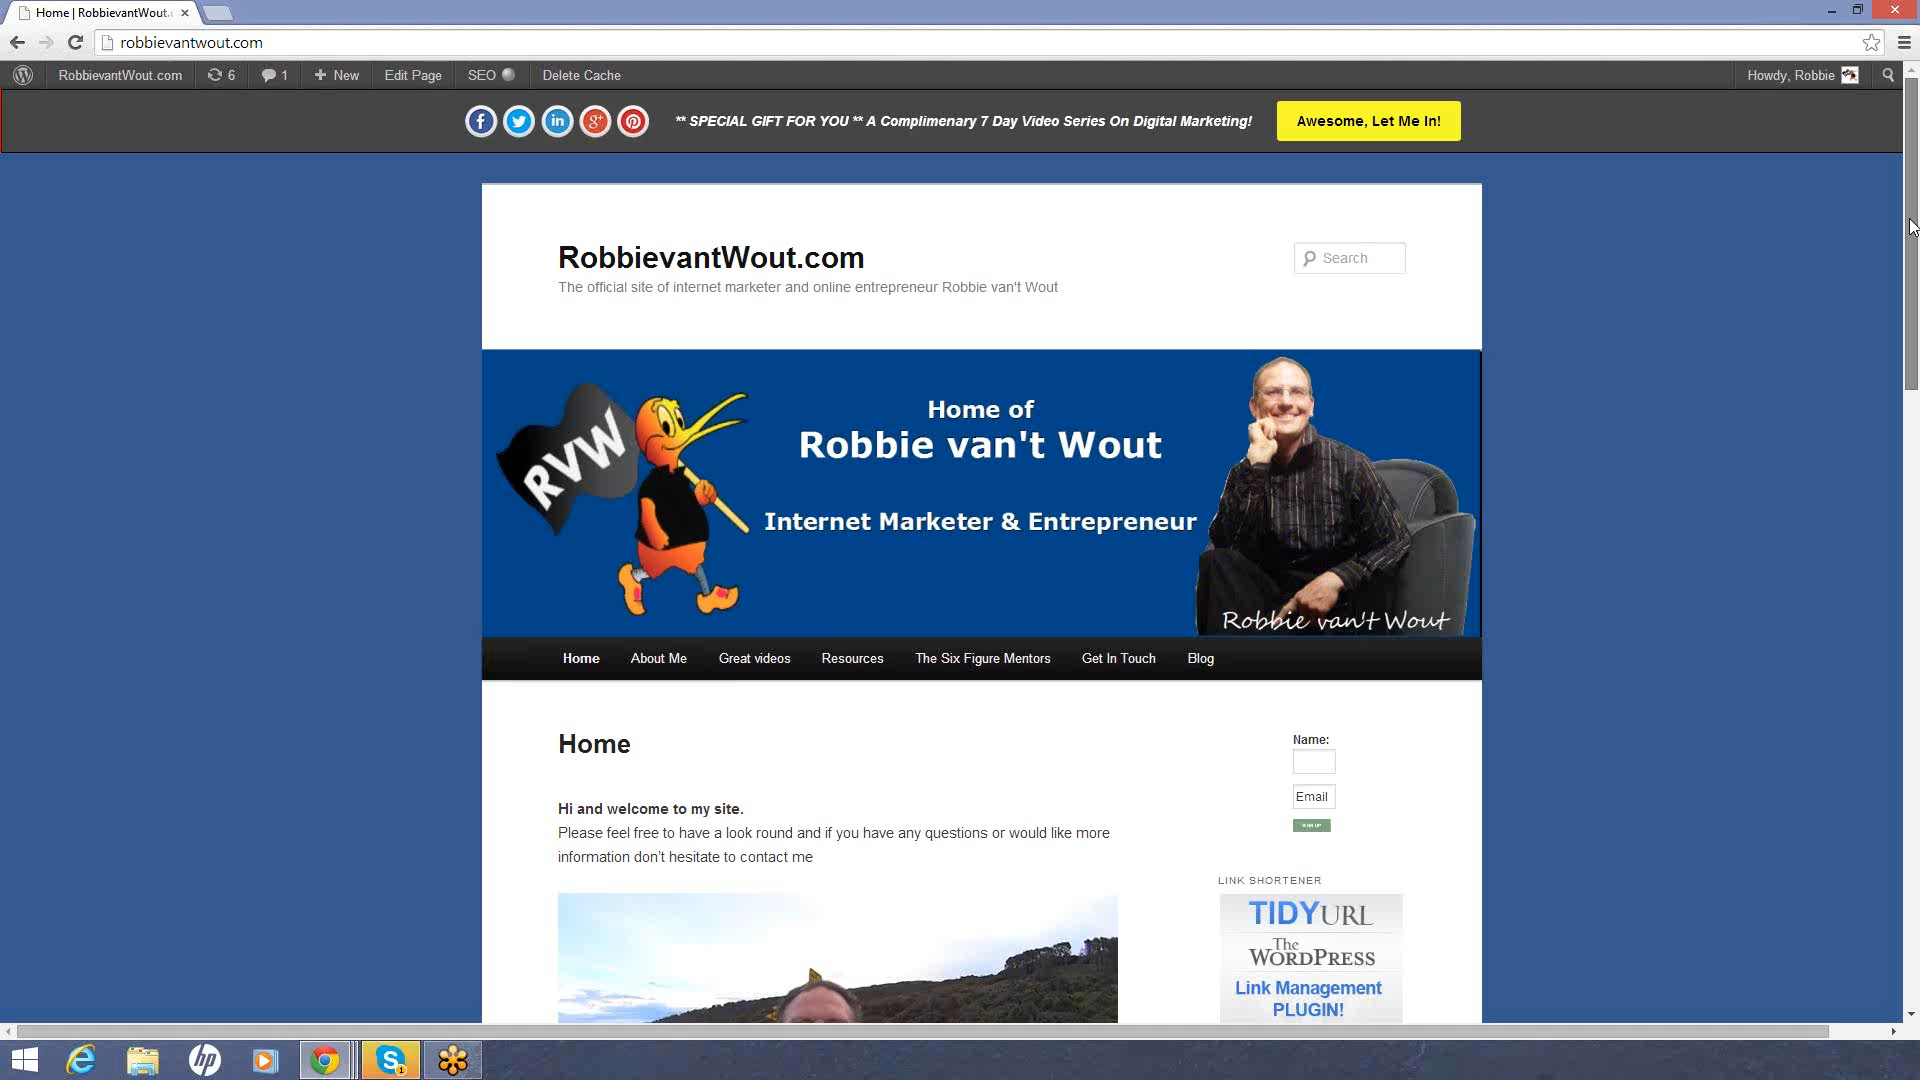 Home | RobbievantWout.c
robbievantwout.com
RobbievantWout.com 6 1 New Edit Page SEO Delete Cache Howdy, Robbie
** SPECIAL GIFT FOR YOU ** A Complimenary 7 Day Video Series On Digital Marketing! Awesome, Let Me In!
RobbievantWout.com
Search
The official site of internet marketer and online entrepreneur Robbie van't Wout
RVW
Home of
Robbie van't Wout
Internet Marketer & Entrepreneur
Robbie van't Wout
Home About Me Great videos Resources The Six Figure Mentors Get In Touch Blog
Home
Hi and welcome to my site.
Please feel free to have a look round and if you have any questions or would like more
information don't hesitate to contact me
Name:
Email
SIGN UP
LINK SHORTENER
TIDYURL
The
WORDPRESS
Link Management
PLUGIN!